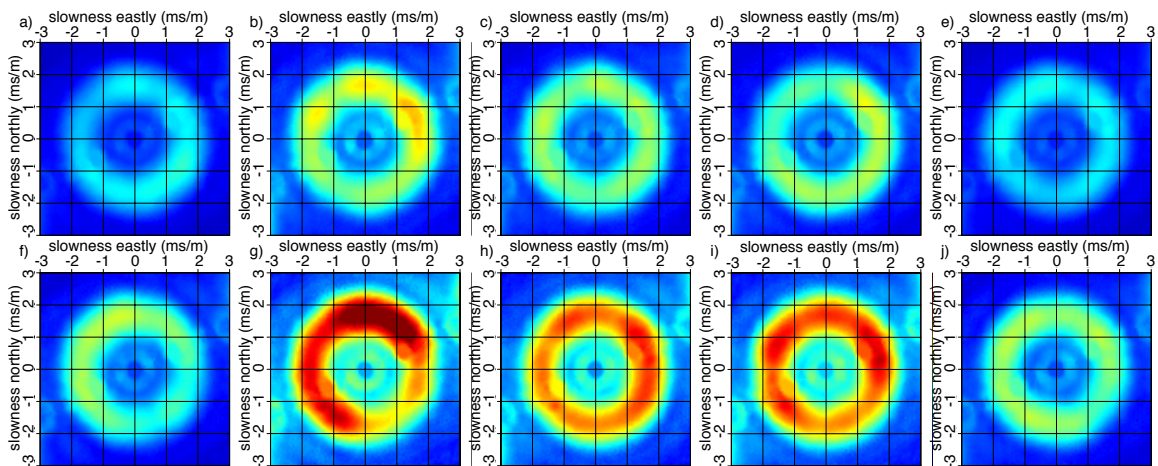 a) slowness eastly (ms/m) b) slowness eastly (ms/m) c) slowness eastly (ms/m) d) slowness eastly (ms/m) e) slowness eastly (ms/m)
-3 -2 -1 0 1 2 3 -2 -1 0 1 2 3 -3 -2 -1 0 1 2 3 -2 -1 0 1 2 3 -3 -2 -1 0 1 2 3
slowness northly (ms/m) slowness northly (ms/m) slowness northly (ms/m) slowness northly (ms/m) slowness northly (ms/m)
3 3 3 3 3
2 2 2 2 2
1 1 1 1 1
0 0 0 0 0
-1 -1 -1 -1 -1
-2 -2 -2 -2 -2
-3 -3 -3 -3 -3
f) slowness eastly (ms/m) g) slowness eastly (ms/m) h) slowness eastly (ms/m) i) slowness eastly (ms/m) j) slowness eastly (ms/m)
-3 -2 -1 0 1 2 3 -2 -1 0 1 2 3 -3 -2 -1 0 1 2 3 -2 -1 0 1 2 3 -3 -2 -1 0 1 2 3
slowness northly (ms/m) slowness northly (ms/m) slowness northly (ms/m) slowness northly (ms/m) slowness northly (ms/m)
3 3 3 3 3
2 2 2 2 2
1 1 1 1 1
0 0 0 0 0
-1 -1 -1 -1 -1
-2 -2 -2 -2 -2
-3 -3 -3 -3 -3